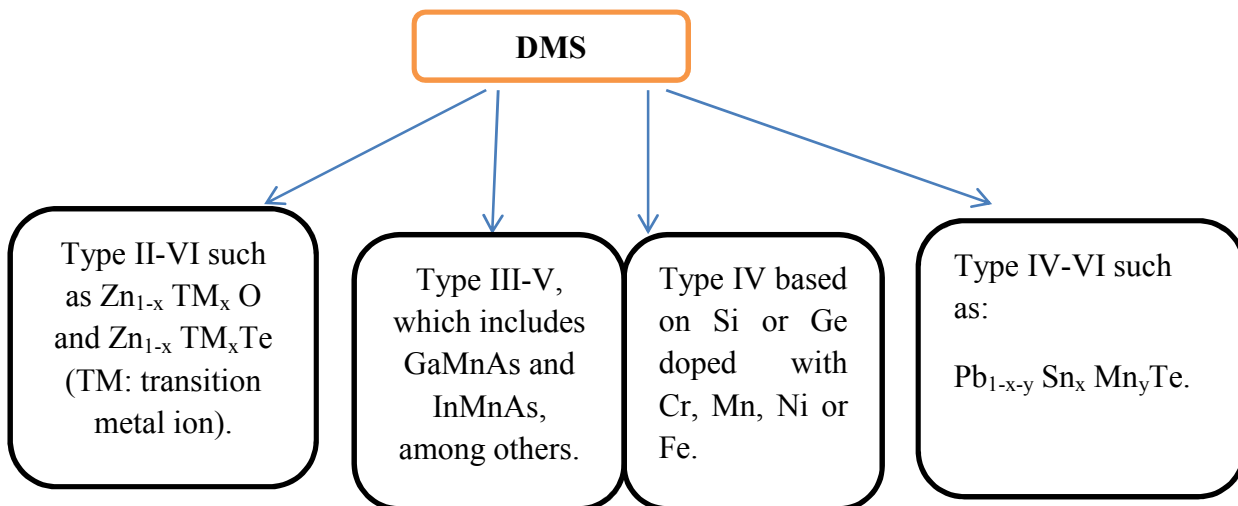 DMS
Type II-VI such
as Zn₁₋ₓ TMₓ O
and Zn₁₋ₓ TMₓTe
(TM: transition
metal ion).
Type III-V,
which includes
GaMnAs and
InMnAs,
among others.
Type IV based
on Si or Ge
doped with
Cr, Mn, Ni or
Fe.
Type IV-VI such
as:
Pb₁₋ₓ₋ᵧ Snₓ MnᵧTe.